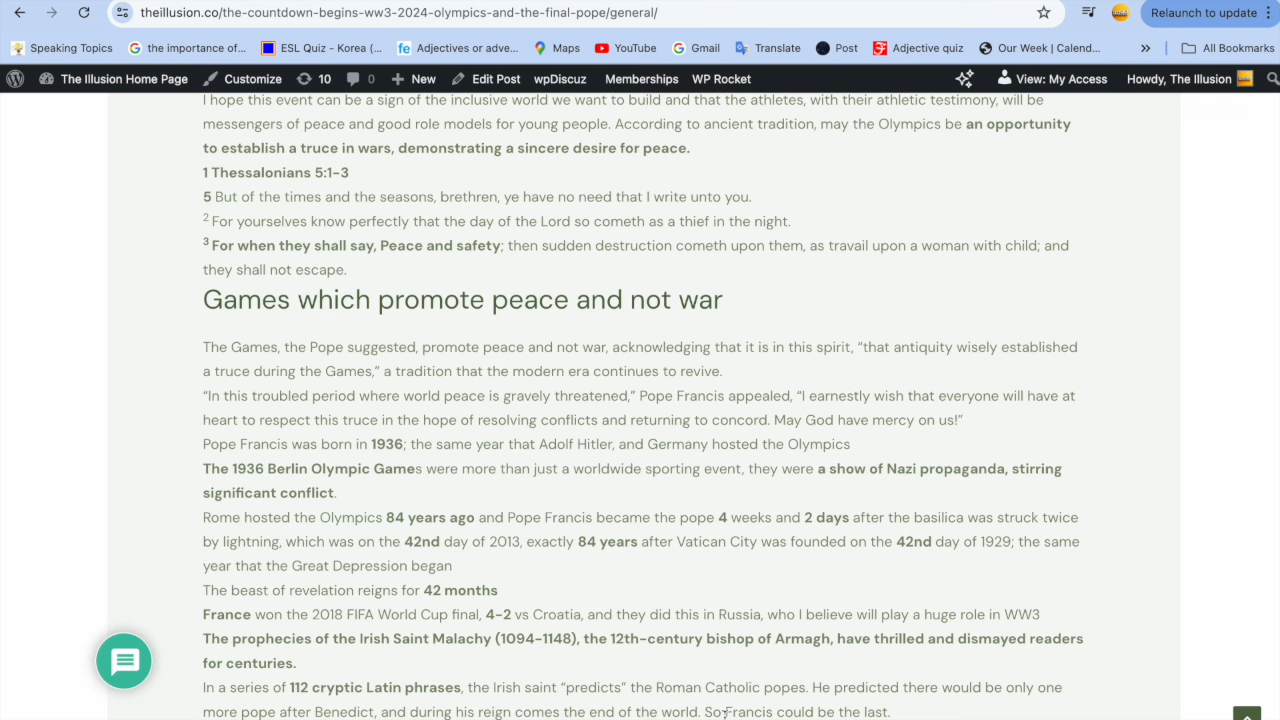 theillusion.co/the-countdown-begins-ww3-2024-olympics-and-the-final-pope/general/
Relaunch to update
Speaking Topics
the importance of...
ESL Quiz - Korea (...
Adjectives or adve...
Maps
YouTube
Gmail
Translate
Post
Adjective quiz
Our Week | Calend...
»
All Bookmarks
The Illusion Home Page
Customize
10
0
New
Edit Post
wpDiscuz
Memberships
WP Rocket
View: My Access
Howdy, The Illusion
I hope this event can be a sign of the inclusive world we want to build and that the athletes, with their athletic testimony, will be
messengers of peace and good role models for young people. According to ancient tradition, may the Olympics be an opportunity
to establish a truce in wars, demonstrating a sincere desire for peace.
1 Thessalonians 5:1-3
5 But of the times and the seasons, brethren, ye have no need that I write unto you.
2 For yourselves know perfectly that the day of the Lord so cometh as a thief in the night.
3 For when they shall say, Peace and safety; then sudden destruction cometh upon them, as travail upon a woman with child; and
they shall not escape.
Games which promote peace and not war
The Games, the Pope suggested, promote peace and not war, acknowledging that it is in this spirit, “that antiquity wisely established
a truce during the Games,” a tradition that the modern era continues to revive.
“In this troubled period where world peace is gravely threatened,” Pope Francis appealed, “I earnestly wish that everyone will have at
heart to respect this truce in the hope of resolving conflicts and returning to concord. May God have mercy on us!”
Pope Francis was born in 1936; the same year that Adolf Hitler, and Germany hosted the Olympics
The 1936 Berlin Olympic Games were more than just a worldwide sporting event, they were a show of Nazi propaganda, stirring
significant conflict.
Rome hosted the Olympics 84 years ago and Pope Francis became the pope 4 weeks and 2 days after the basilica was struck twice
by lightning, which was on the 42nd day of 2013, exactly 84 years after Vatican City was founded on the 42nd day of 1929; the same
year that the Great Depression began
The beast of revelation reigns for 42 months
France won the 2018 FIFA World Cup final, 4-2 vs Croatia, and they did this in Russia, who I believe will play a huge role in WW3
The prophecies of the Irish Saint Malachy (1094-1148), the 12th-century bishop of Armagh, have thrilled and dismayed readers
for centuries.
In a series of 112 cryptic Latin phrases, the Irish saint “predicts” the Roman Catholic popes. He predicted there would be only one
more pope after Benedict, and during his reign comes the end of the world. So Francis could be the last.